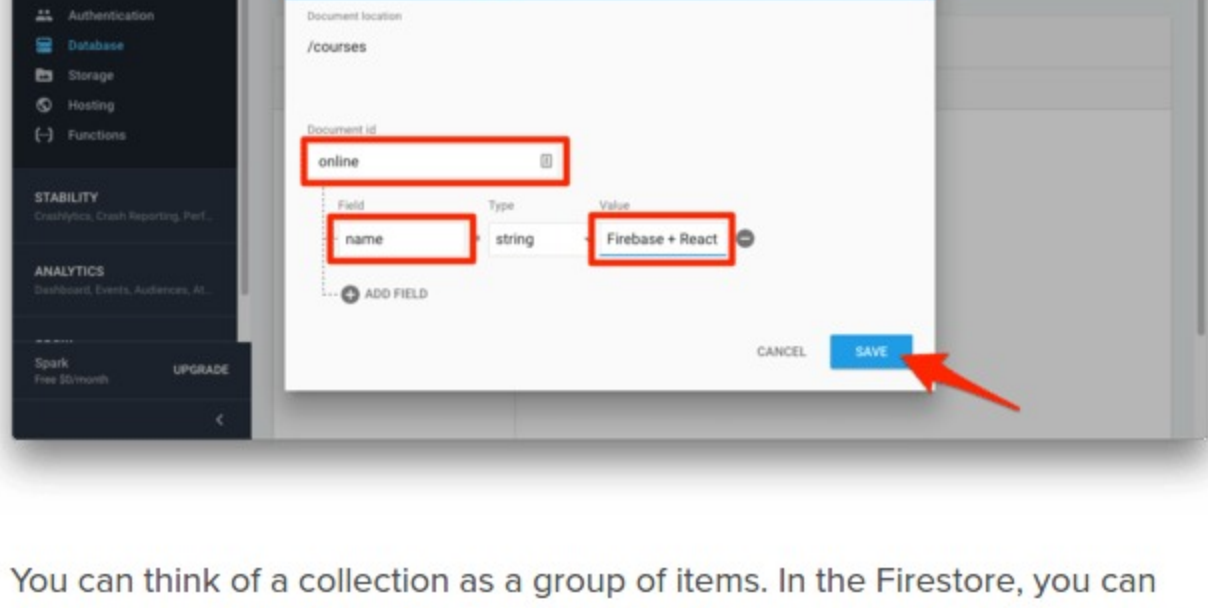 Authentication
Document location
Database
/courses
Storage
Hosting
Document id
Functions
online
STABILITY
Crashlytics, Crash Reporting, Perf...
Field Type Value
name string Firebase + React
ANALYTICS
Dashboard, Events, Audiences, At...
ADD FIELD
Spark
Free $0/month
UPGRADE
CANCEL SAVE
You can think of a collection as a group of items. In the Firestore, you can